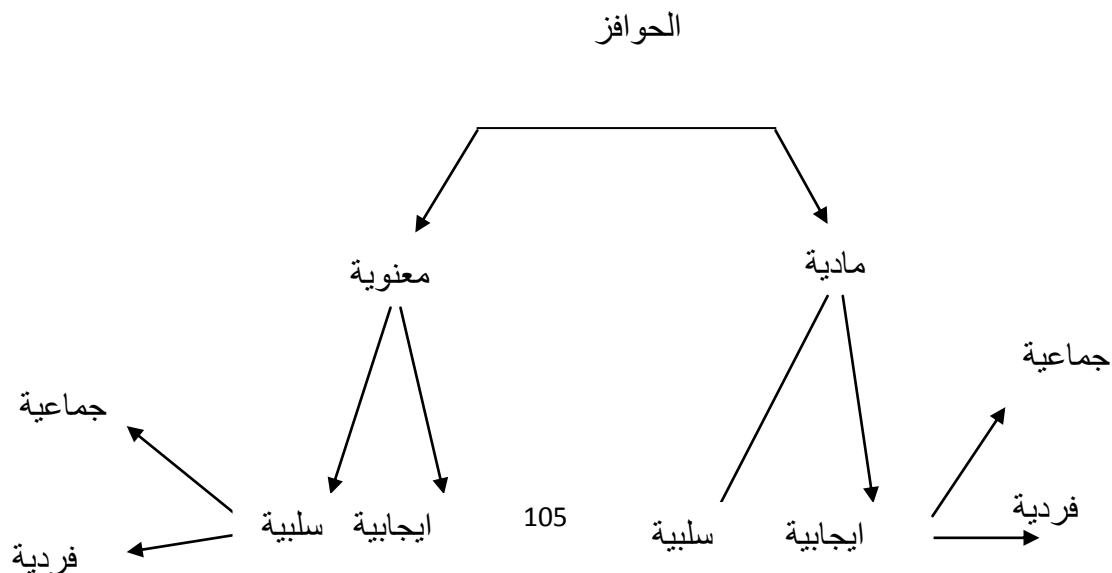 الحوافز
مادية
معنوية
جماعية
جماعية
فردية
ايجابية
سلبية
105
ايجابية
سلبية
فردية